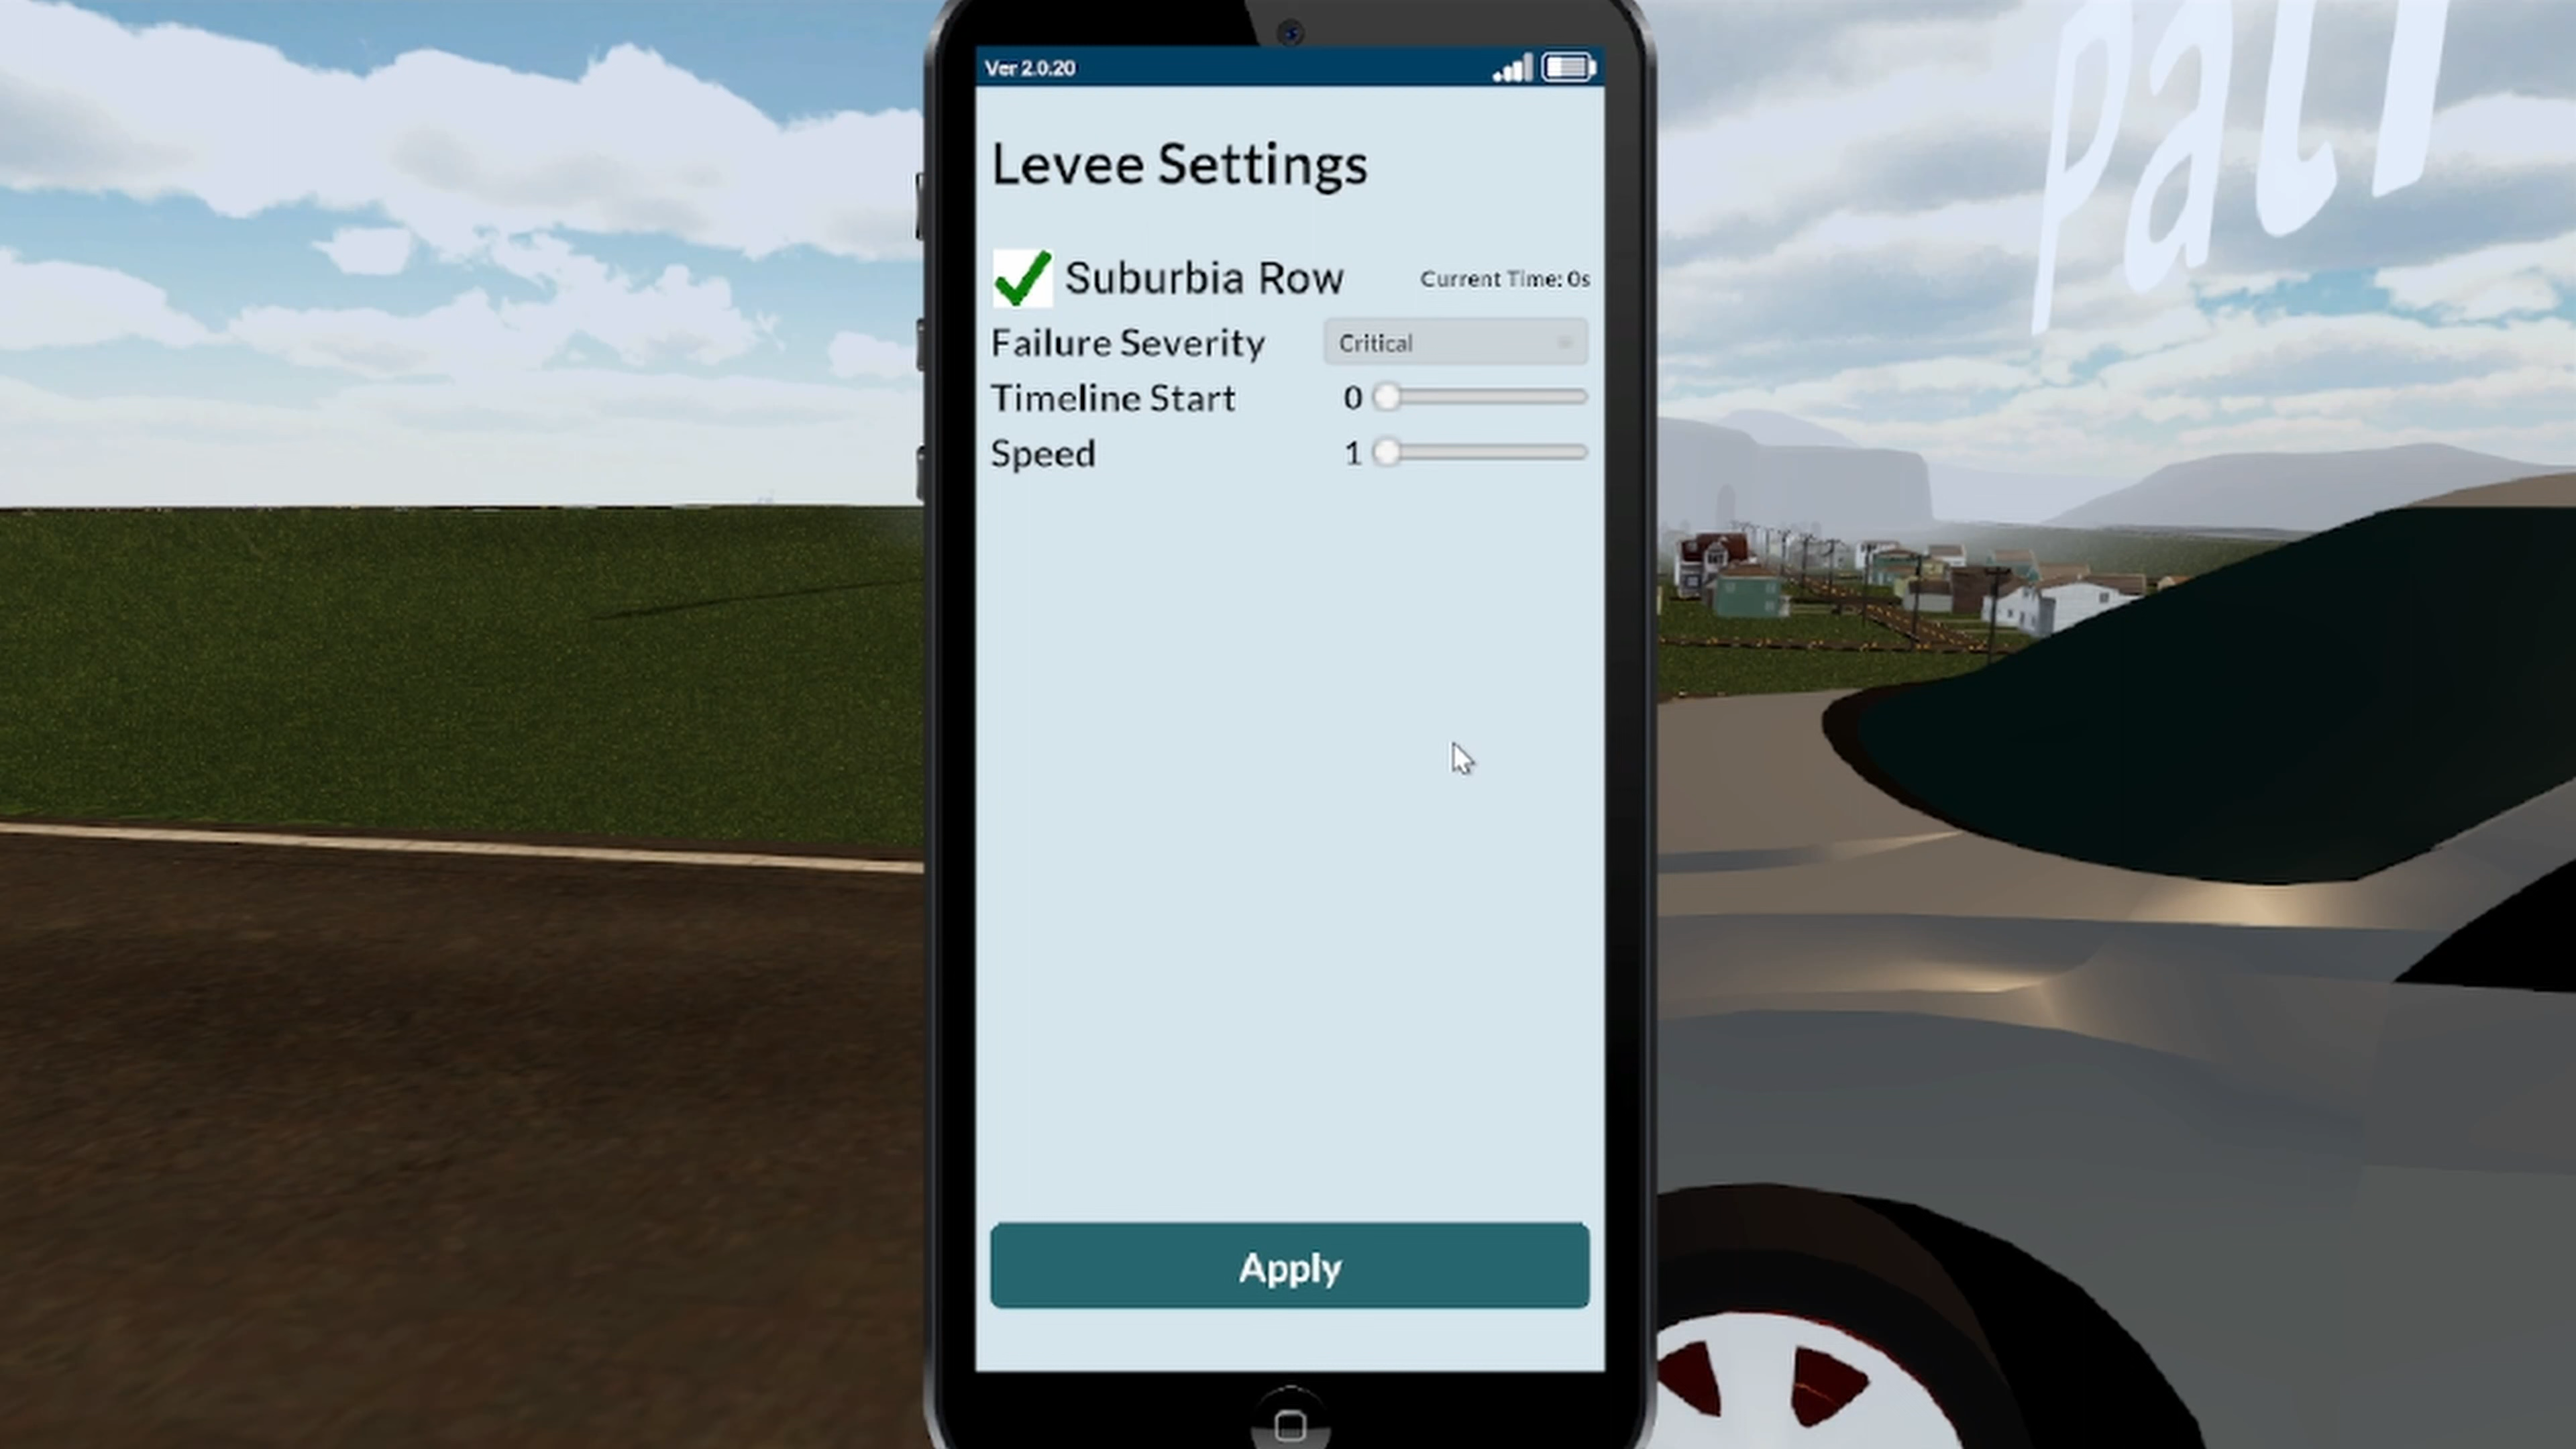 Ver 2.0.20
Levee Settings
Suburbia Row
Current Time: 0s
Failure Severity
Critical
Timeline Start
0
Speed
1
Apply